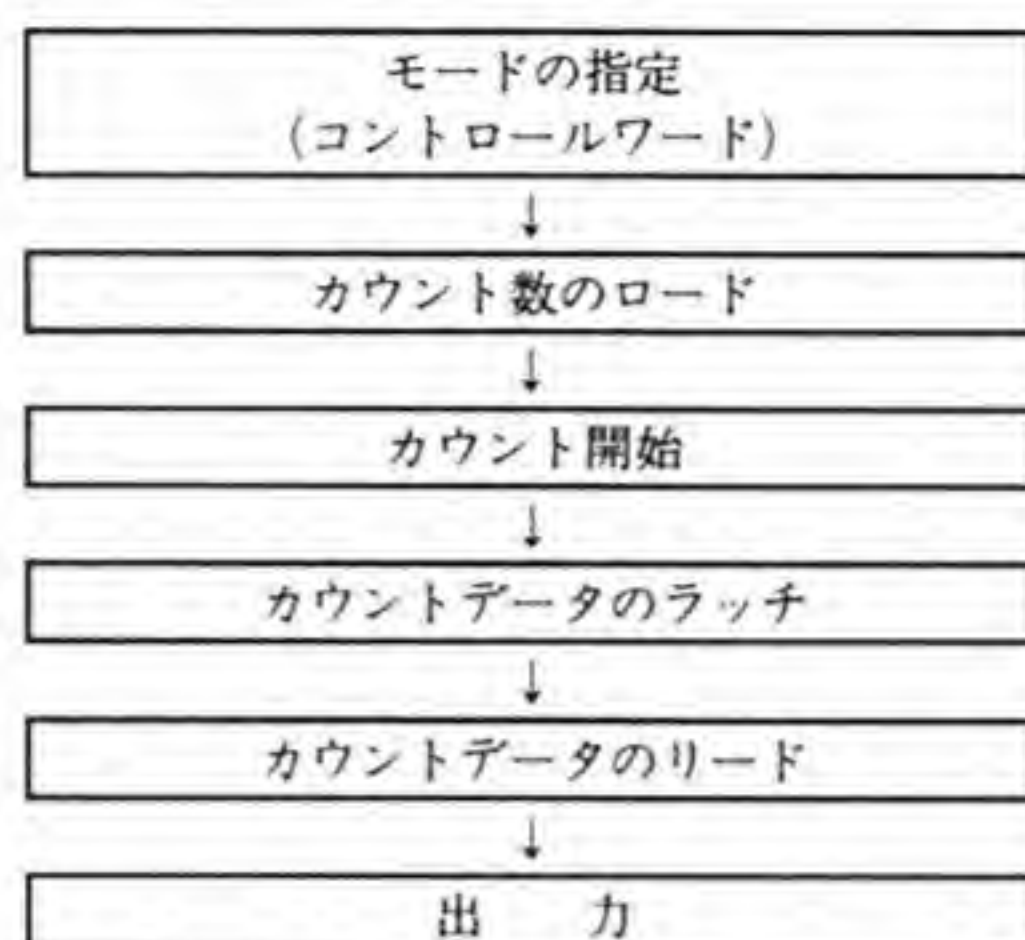 モードの指定
(コントロールワード)
↓
カウント数のロード
↓
カウント開始
↓
カウントデータのラッチ
↓
カウントデータのリード
↓
出　力